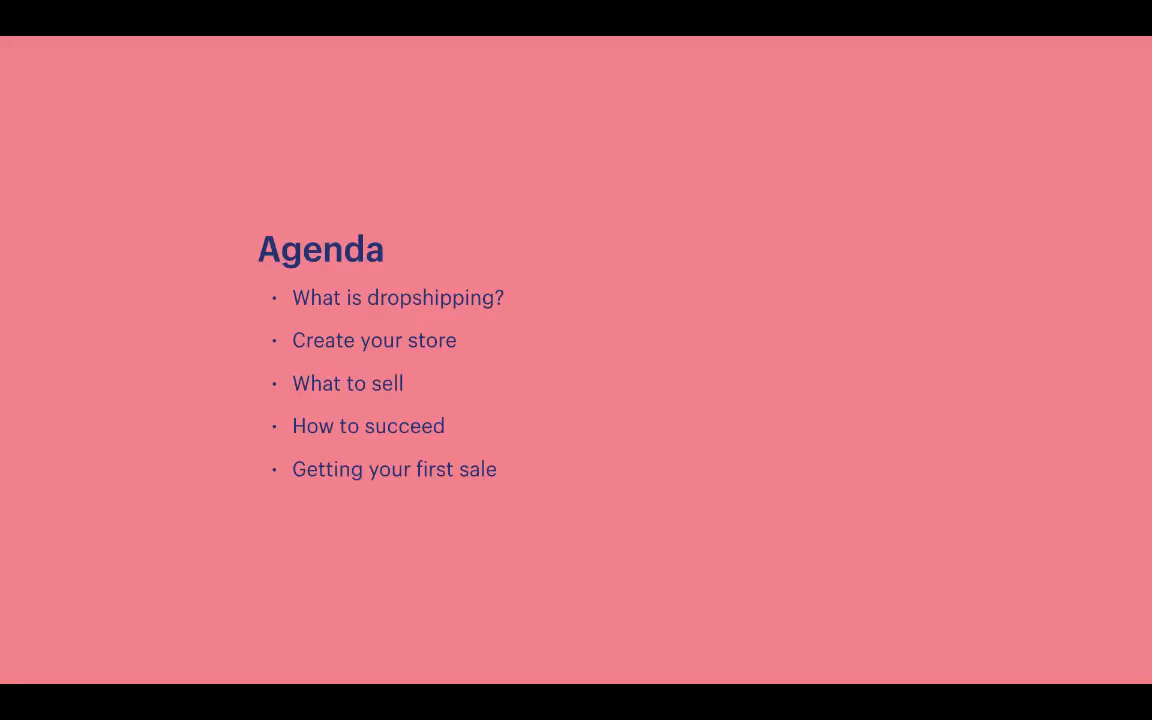 Agenda
• What is dropshipping?
• Create your store
• What to sell
• How to succeed
• Getting your first sale